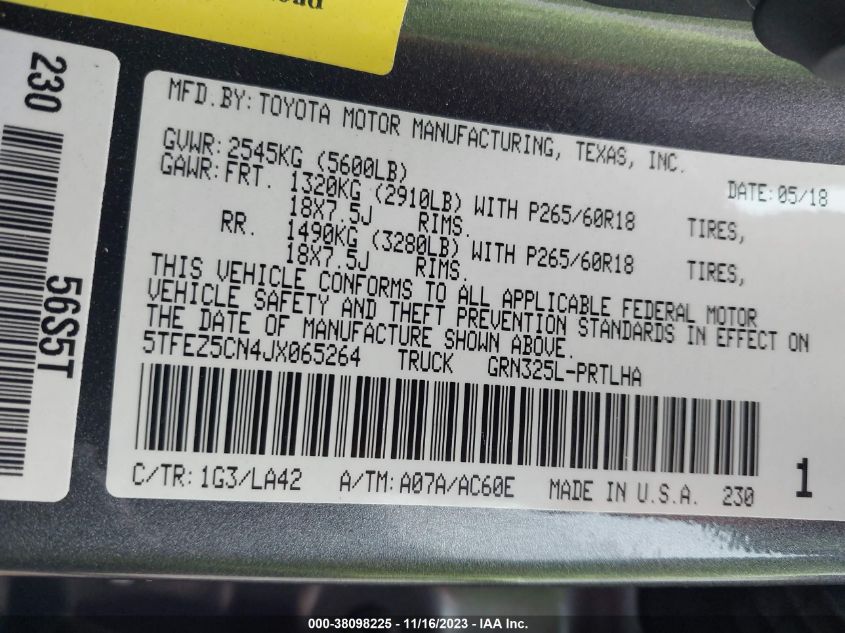 230
56S5T
MFD.BY: TOYOTA MOTOR MANUFACTURING, TEXAS, INC.
DATE: 05/18
GVWR: 2545KG (5600LB)
GAWR: FRT. 1320KG (2910LB) WITH P265/60R18 TIRES,
18X7.5J RIMS.
RR. 1490KG (3280LB) WITH P265/60R18 TIRES,
18X7.5J RIMS.
THIS VEHICLE CONFORMS TO ALL APPLICABLE FEDERAL MOTOR
VEHICLE SAFETY AND THEFT PREVENTION STANDARDS IN EFFECT ON
THE DATE OF MANUFACTURE SHOWN ABOVE.
5TFEZ5CN4JX065264 TRUCK GRN325L-PRTLHA
C/TR: 1G3/LA42 A/TM: A07A/AC60E MADE IN U.S.A. 230
1
000-38098225 - 11/16/2023 - IAA Inc.